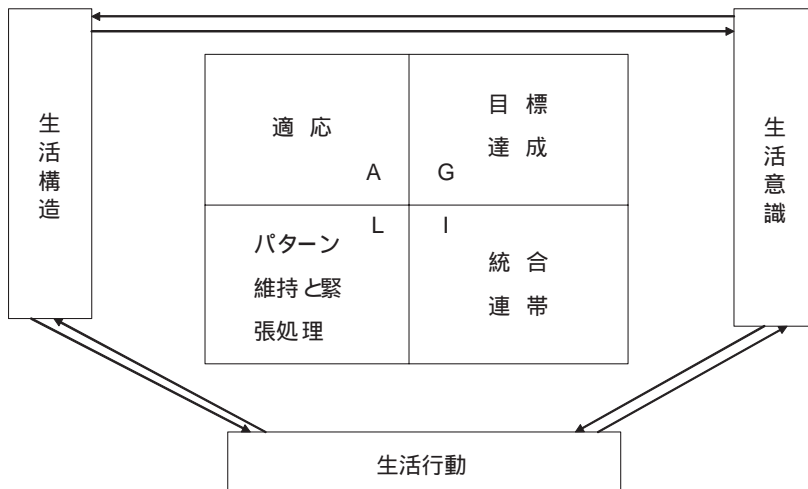 生活構造
適応
A
目標
達成
G
生活意識
L
パターン
維持と緊
張処理
I
統合
連帯
生活行動